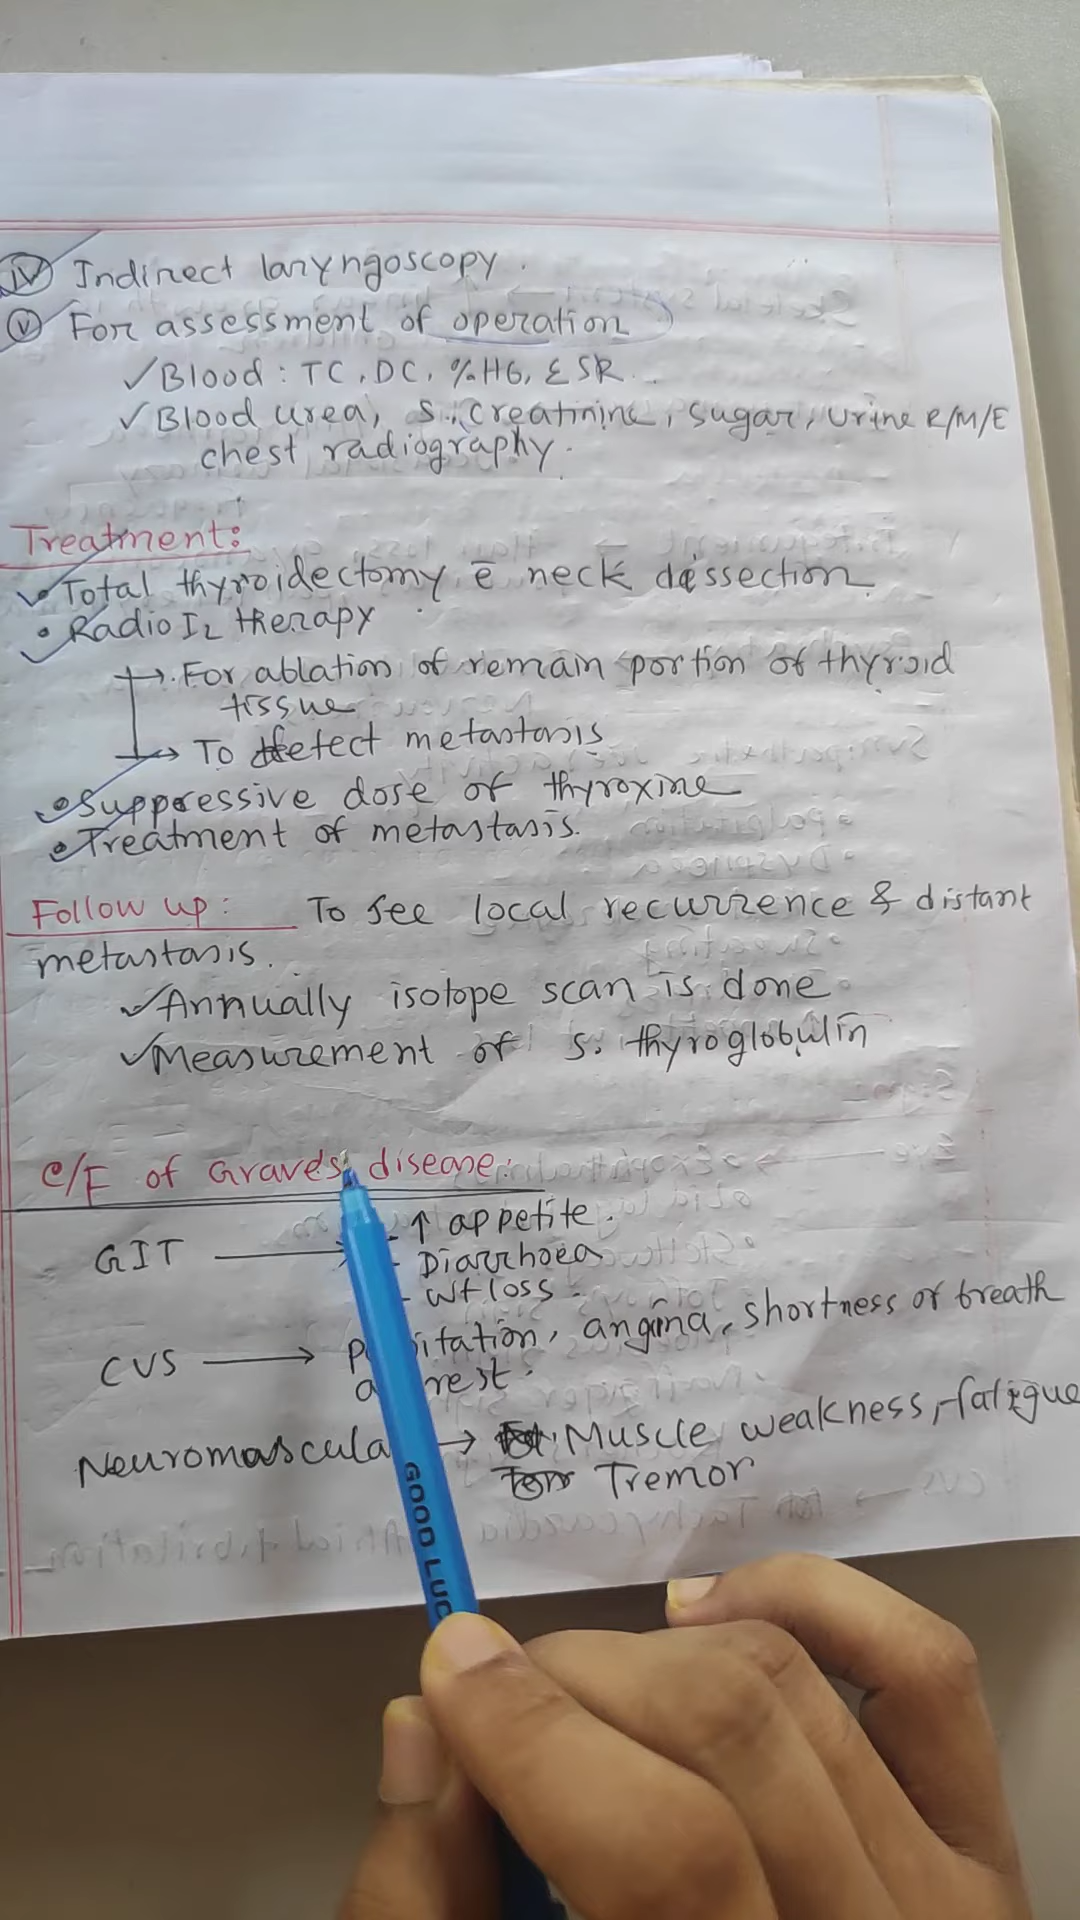 iv Indirect laryngoscopy.
v For assessment of operation
✓Blood: TC, DC, %HG, ESR.
✓Blood urea, S. creatinine, sugar, urine R/M/E
chest radiography.
Treatment:
• Total thyroidectomy c̄ neck dissection
• Radio I2 therapy
→ For ablation of remain portion of thyroid
tissue
→ To detect metastasis
• Suppressive dose of thyroxine
• Treatment of metastasis.
Follow up: To see local recurrence & distant
metastasis.
✓Annually isotope scan is done
✓Measurement of S. thyroglobulin
C/F of Graves' disease:
GIT → - ↑ appetite.
- Diarrhoea
- Wt loss
CVS → itation, angina, shortness of breath
rest.
Neuromascula → Muscle weakness, fatigue
Tremor
GOOD LUC